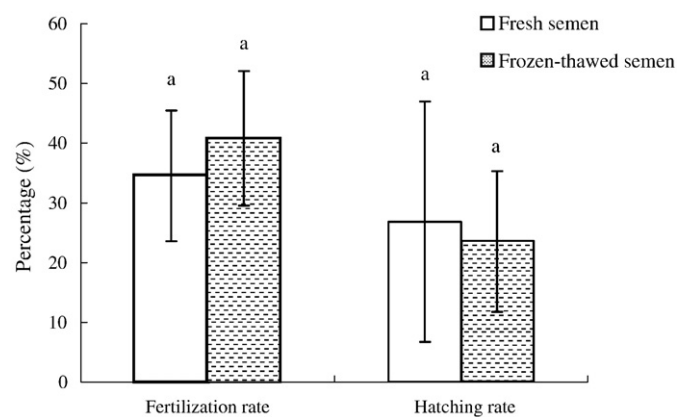 60
Fresh semen
Frozen-thawed semen
50
40
30
20
10
0
Percentage (%)
a
a
a
a
Fertilization rate
Hatching rate